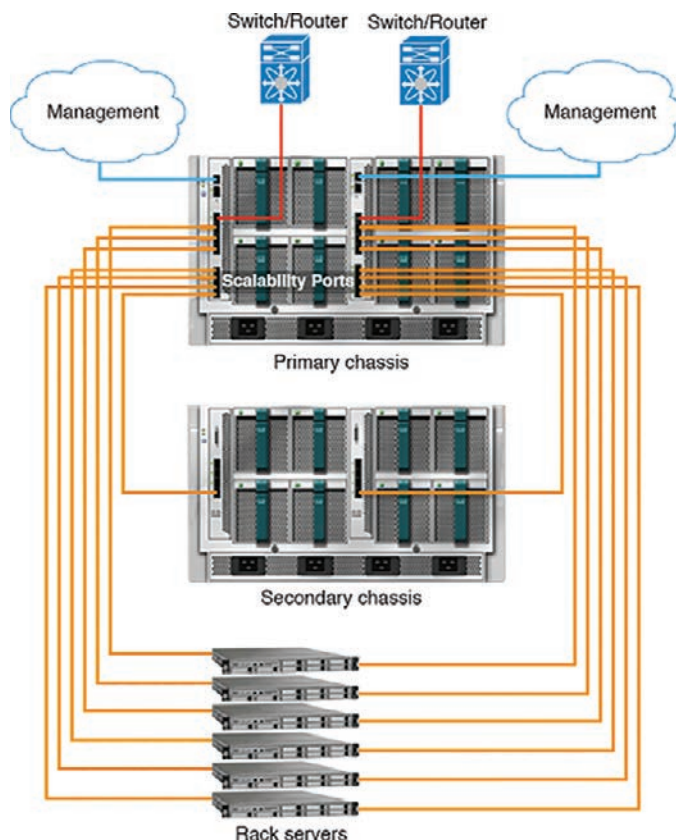 Switch/Router Switch/Router
Management Management
Scalability Ports
Primary chassis
Secondary chassis
Rack servers